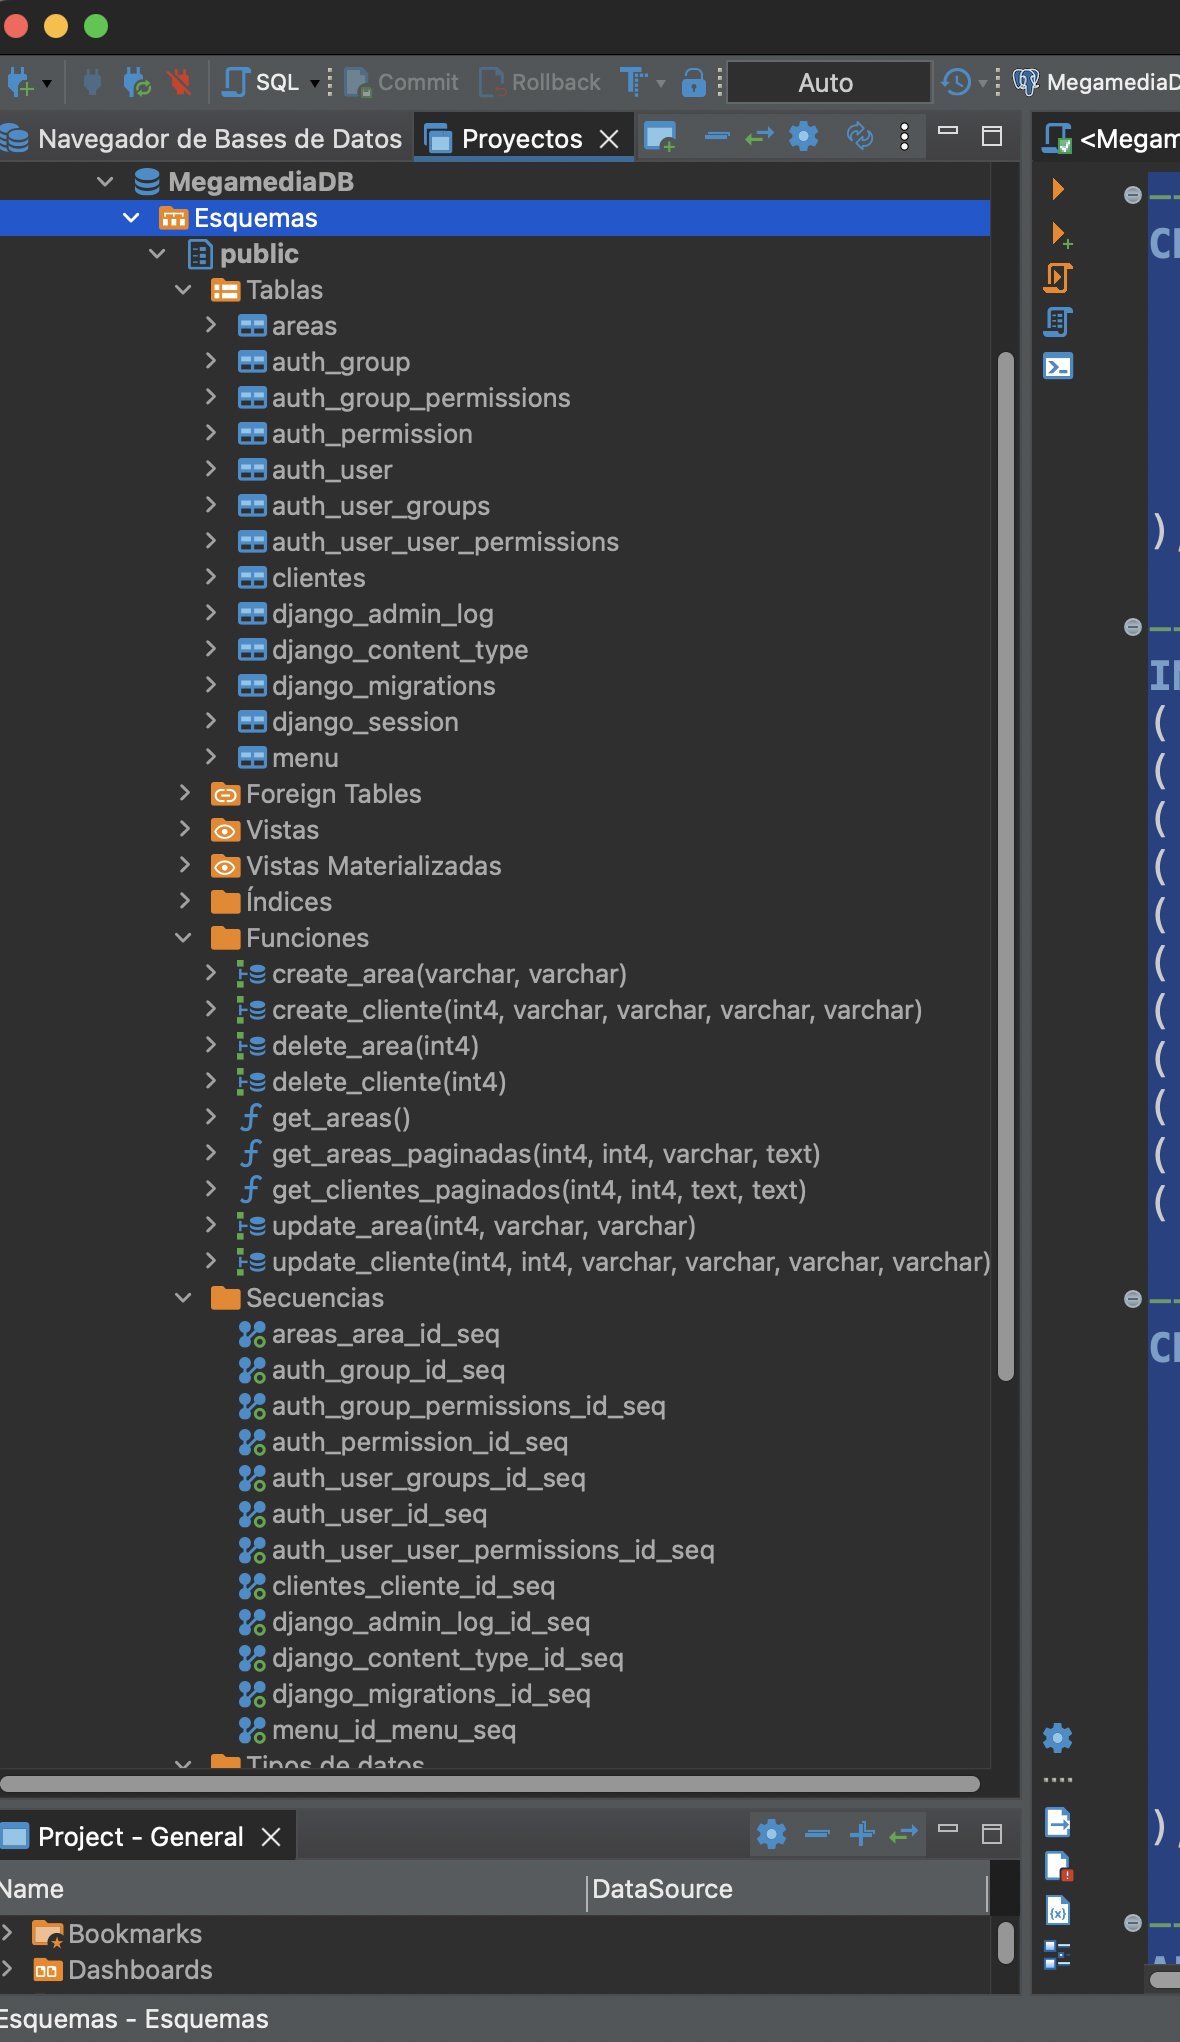 SQL Commit Rollback Auto
Navegador de Bases de Datos Proyectos
MegamediaDB
Esquemas
public
Tablas
areas
auth_group
auth_group_permissions
auth_permission
auth_user
auth_user_groups
auth_user_user_permissions
clientes
django_admin_log
django_content_type
django_migrations
django_session
menu
Foreign Tables
Vistas
Vistas Materializadas
Índices
Funciones
create_area(varchar, varchar)
create_cliente(int4, varchar, varchar, varchar, varchar)
delete_area(int4)
delete_cliente(int4)
get_areas()
get_areas_paginadas(int4, int4, varchar, text)
get_clientes_paginados(int4, int4, text, text)
update_area(int4, varchar, varchar)
update_cliente(int4, int4, varchar, varchar, varchar, varchar)
Secuencias
areas_area_id_seq
auth_group_id_seq
auth_group_permissions_id_seq
auth_permission_id_seq
auth_user_groups_id_seq
auth_user_id_seq
auth_user_user_permissions_id_seq
clientes_cliente_id_seq
django_admin_log_id_seq
django_content_type_id_seq
django_migrations_id_seq
menu_id_menu_seq
Tipos de datos
Project - General
Name DataSource
Bookmarks
Dashboards
Esquemas - Esquemas